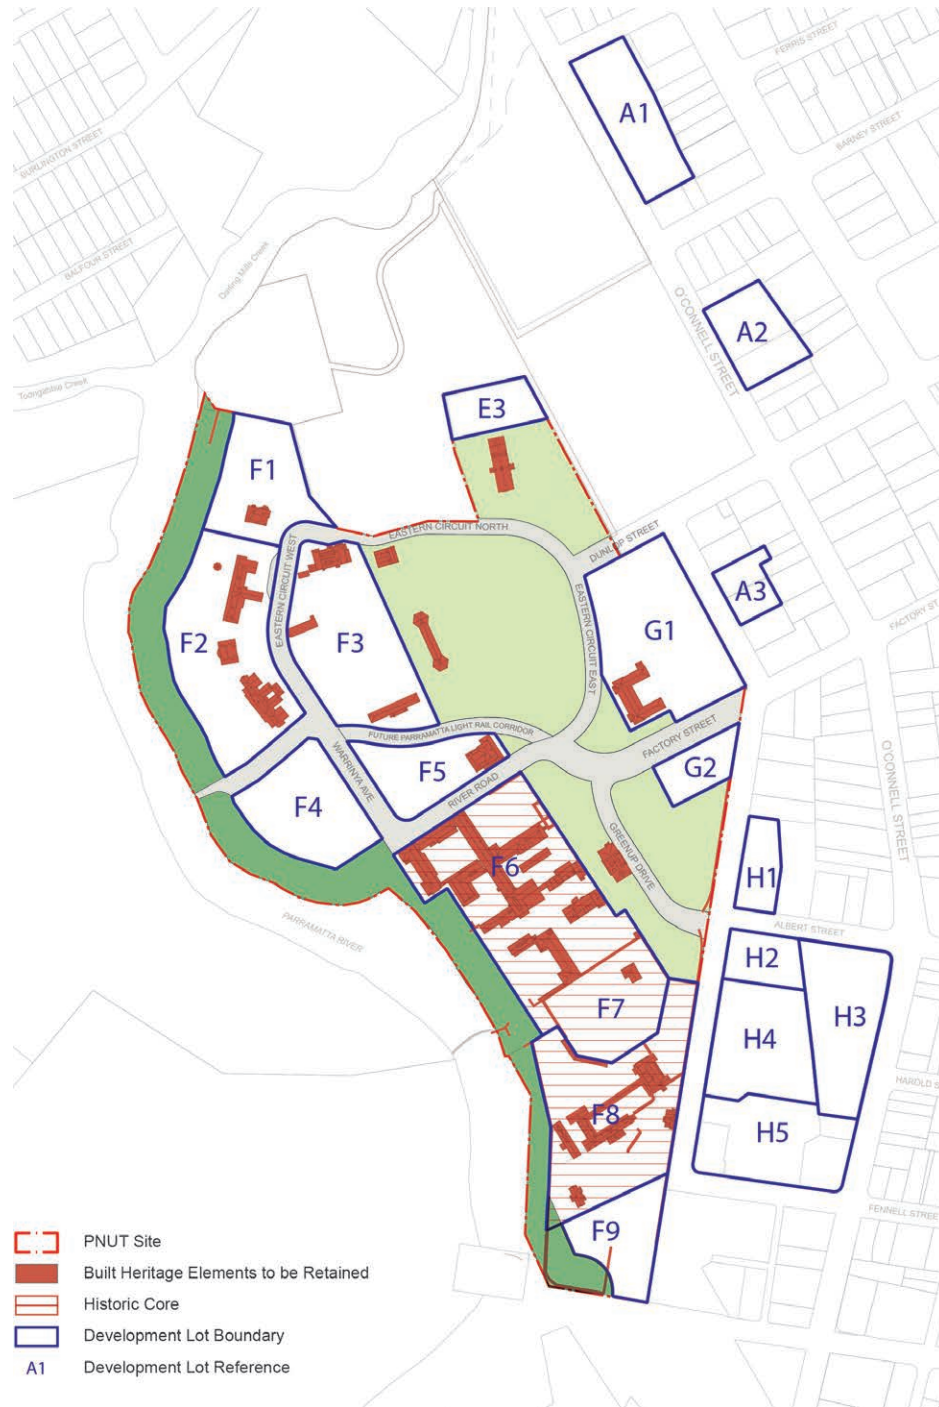 FERRIS STREET
A1
BARNEY STREET
BURLINGTON STREET
BALFOUR STREET
Darling Mills Creek
O'CONNELL STREET
A2
Toongabbie Creek
E3
F1
EASTERN CIRCUIT NORTH
DUNLOP STREET
A3
FACTORY ST
EASTERN CIRCUIT WEST
F2
F3
EASTERN CIRCUIT EAST
G1
FUTURE PARRAMATTA LIGHT RAIL CORRIDOR
FACTORY STREET
WARRINYA AVE
F5
G2
O'CONNELL STREET
F4
RIVER ROAD
GREENUP DRIVE
F6
H1
PARRAMATTA RIVER
ALBERT STREET
H2
F7
H3
H4
HAROLD S
F8
H5
FENNELL STREE
F9
PNUT Site
Built Heritage Elements to be Retained
Historic Core
Development Lot Boundary
A1 Development Lot Reference